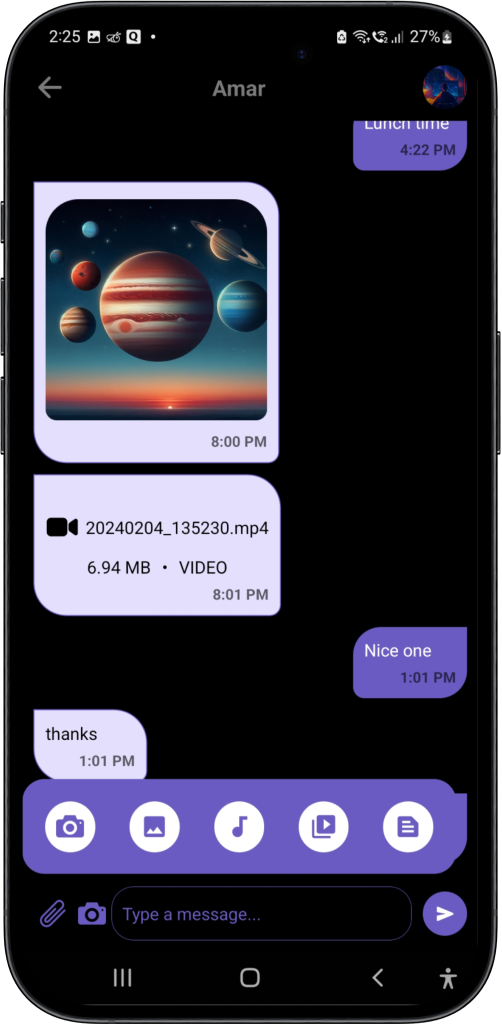 2:25
27%
Amar
Lunch time
4:22 PM
8:00 PM
20240204_135230.mp4
6.94 MB • VIDEO
8:01 PM
Nice one
1:01 PM
thanks
1:01 PM
Type a message...